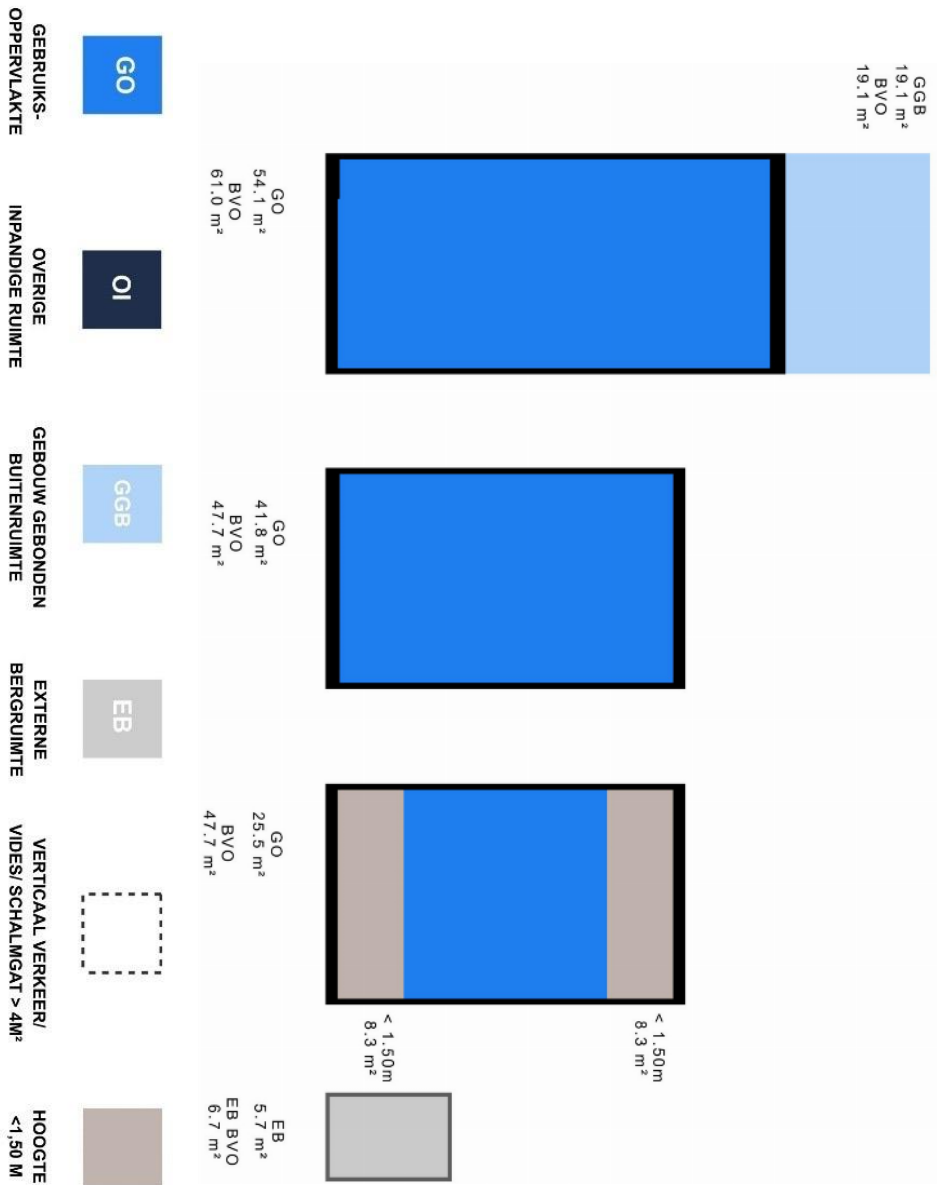 GGB
19.1 m²
BVO
19.1 m²
GO
54.1 m²
BVO
61.0 m²
GO
41.8 m²
BVO
47.7 m²
GO
25.5 m²
BVO
47.7 m²
< 1.50m
8.3 m²
< 1.50m
8.3 m²
EB
5.7 m²
EB BVO
6.7 m²
GO
GEBRUIKS-
OPPERVLAKTE
OI
OVERIGE
INPANDIGE RUIMTE
GGB
GEBOUW GEBONDEN
BUITENRUIMTE
EB
EXTERNE
BERGRUIMTE
VERTICAAL VERKEER/
VIDES/ SCHALMGAT > 4M²
HOOGTE
<1,50 M